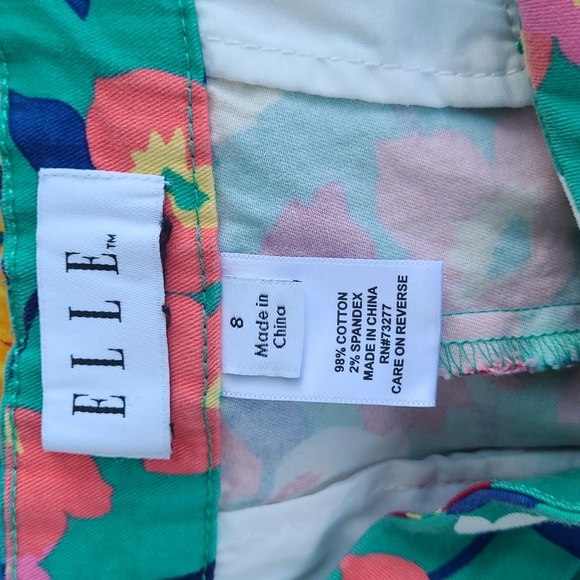 ELLE™
8
Made in
China
98% COTTON
2% SPANDEX
MADE IN CHINA
RN#73277
CARE ON REVERSE